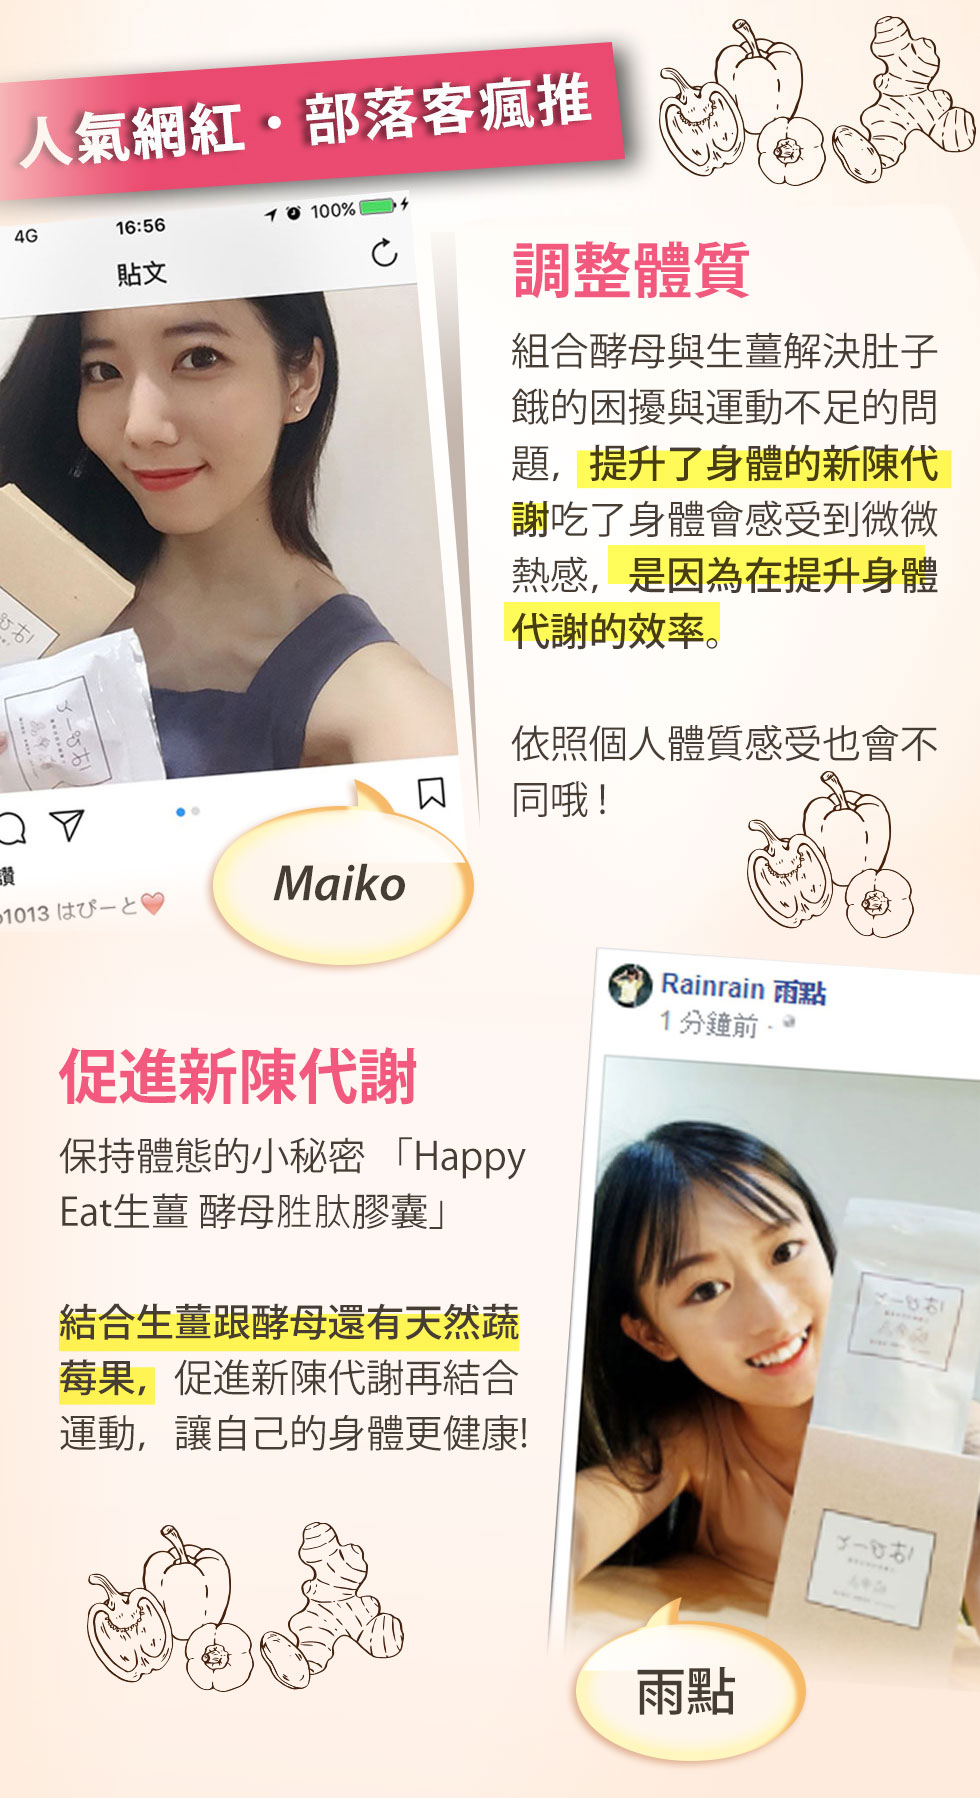 人氣網紅・部落客瘋推
4G
16:56
100%
貼文
調整體質
組合酵母與生薑解決肚子
餓的困擾與運動不足的問
題，提升了身體的新陳代
謝吃了身體會感受到微微
熱感，是因為在提升身體
代謝的效率。
依照個人體質感受也會不
同哦！
讚
1013 はぴーと❤
Maiko
Rainrain 雨點
1 分鐘前
促進新陳代謝
保持體態的小秘密 「Happy
Eat生薑 酵母胜肽膠囊」
結合生薑跟酵母還有天然蔬
莓果，促進新陳代謝再結合
運動，讓自己的身體更健康!
雨點